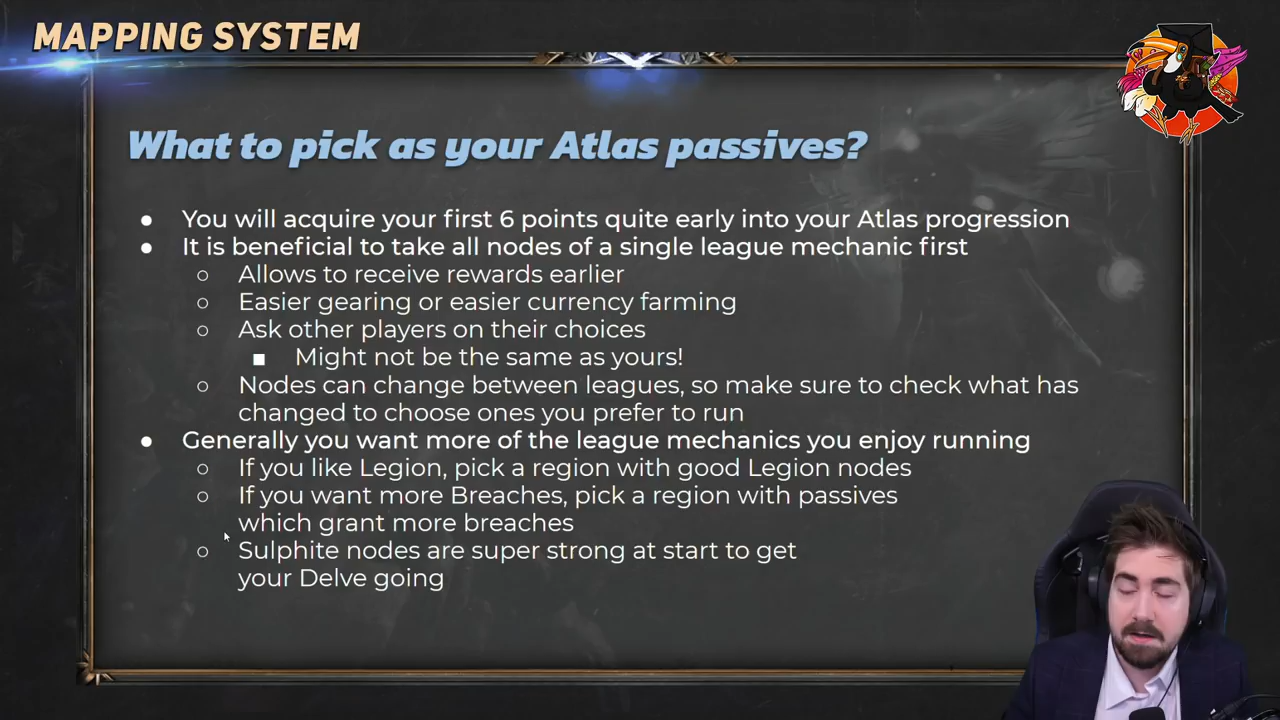 MAPPING SYSTEM
What to pick as your Atlas passives?
● You will acquire your first 6 points quite early into your Atlas progression
● It is beneficial to take all nodes of a single league mechanic first
○ Allows to receive rewards earlier
○ Easier gearing or easier currency farming
○ Ask other players on their choices
■ Might not be the same as yours!
○ Nodes can change between leagues, so make sure to check what has
changed to choose ones you prefer to run
● Generally you want more of the league mechanics you enjoy running
○ If you like Legion, pick a region with good Legion nodes
○ If you want more Breaches, pick a region with passives
which grant more breaches
○ Sulphite nodes are super strong at start to get
your Delve going